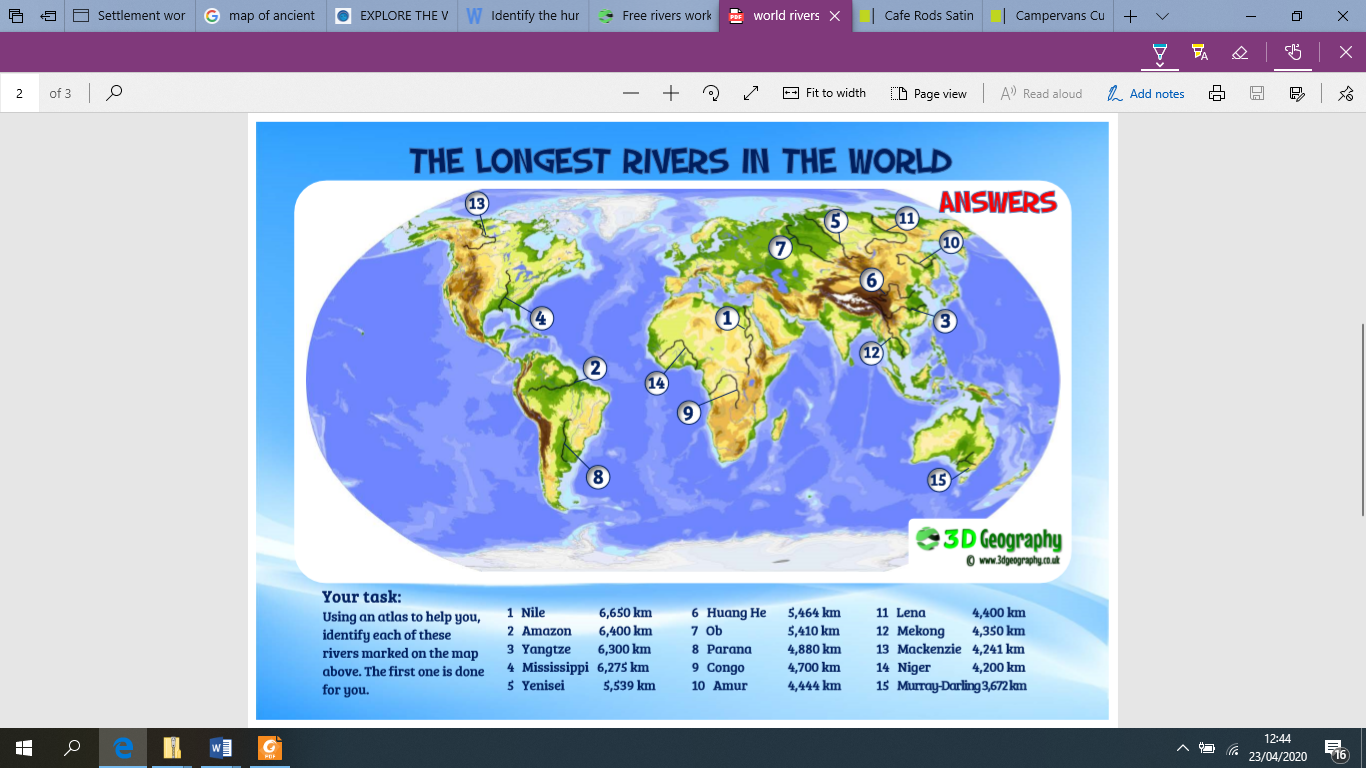 Settlement wor
map of ancient
EXPLORE THE V
Identify the hur
Free rivers work
world rivers
Cafe Rods Satin
Campervans Cu
2 of 3
Fit to width
Page view
Read aloud
Add notes
THE LONGEST RIVERS IN THE WORLD
ANSWERS
13
5
11
10
7
6
4
1
3
12
2
14
9
8
15
3D Geography
© www.3dgeography.co.uk
Your task:
Using an atlas to help you,
identify each of these
rivers marked on the map
above. The first one is done
for you.
1 Nile 6,650 km
2 Amazon 6,400 km
3 Yangtze 6,300 km
4 Mississippi 6,275 km
5 Yenisei 5,539 km
6 Huang He 5,464 km
7 Ob 5,410 km
8 Parana 4,880 km
9 Congo 4,700 km
10 Amur 4,444 km
11 Lena 4,400 km
12 Mekong 4,350 km
13 Mackenzie 4,241 km
14 Niger 4,200 km
15 Murray-Darling 3,672 km
12:44
23/04/2020
16